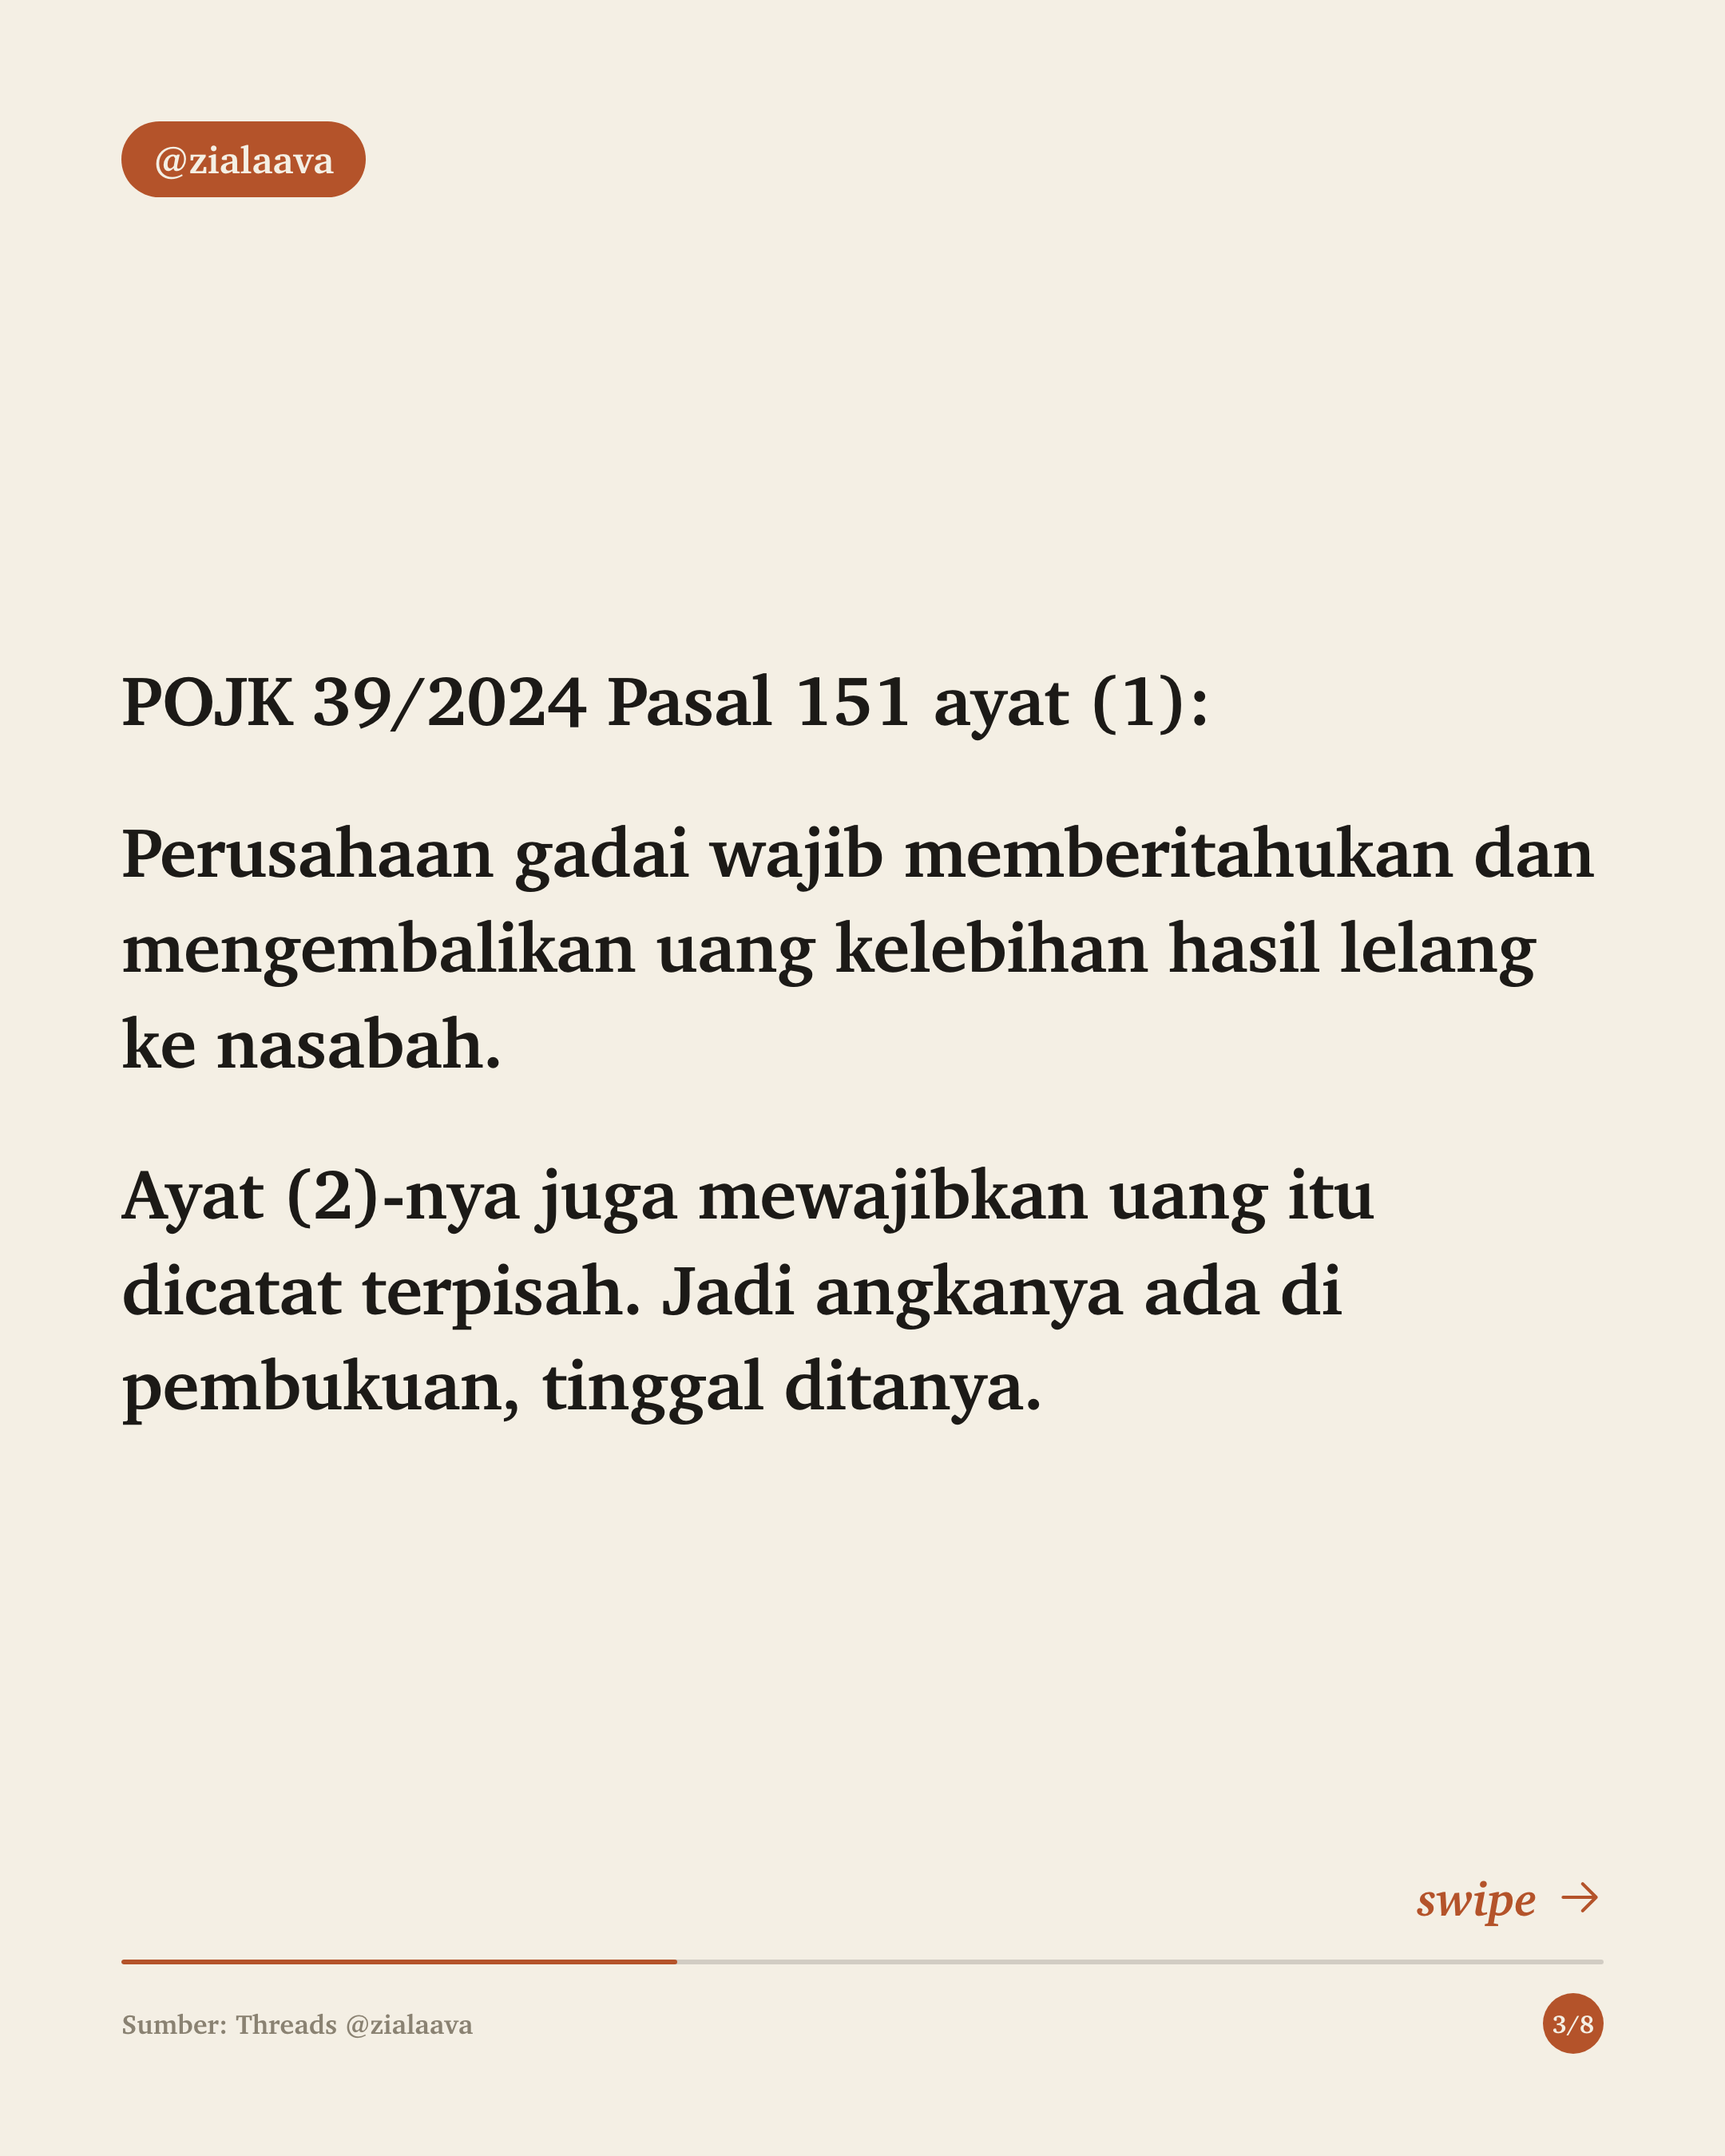 @zialaava
POJK 39/2024 Pasal 151 ayat (1):
Perusahaan gadai wajib memberitahukan dan
mengembalikan uang kelebihan hasil lelang
ke nasabah.
Ayat (2)-nya juga mewajibkan uang itu
dicatat terpisah. Jadi angkanya ada di
pembukuan, tinggal ditanya.
swipe →
Sumber: Threads @zialaava
3/8